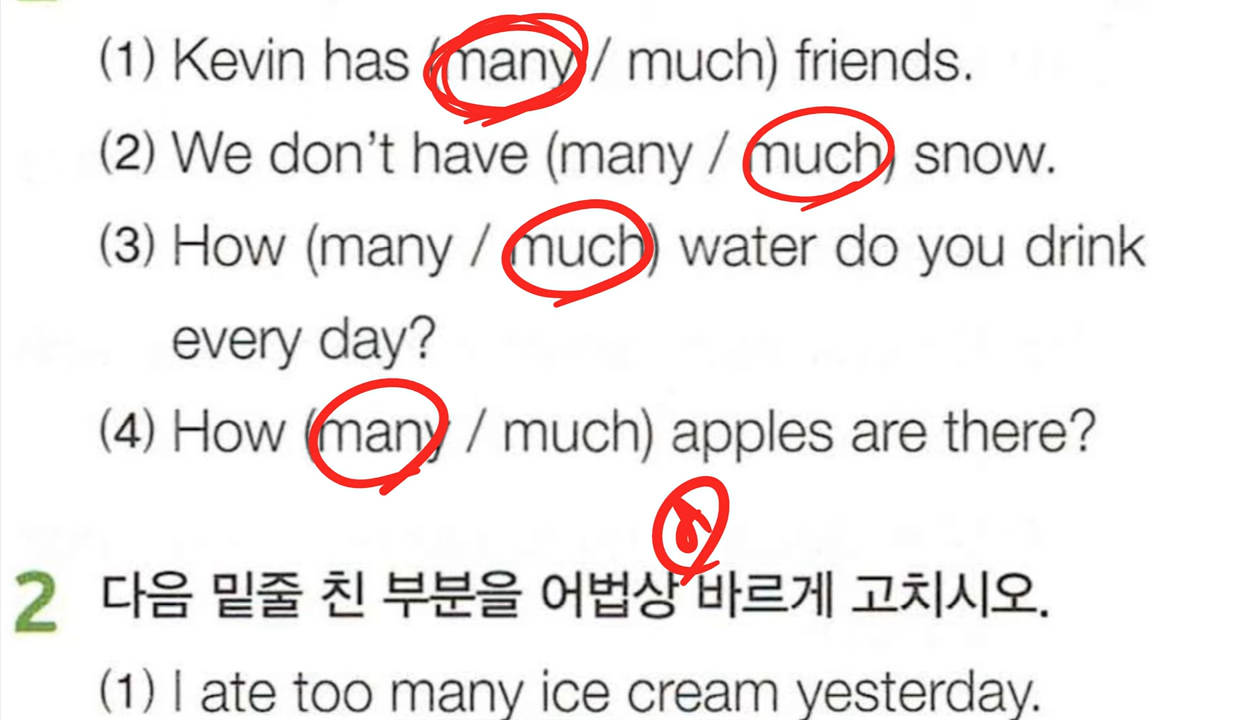 (1) Kevin has (many / much) friends.
(2) We don't have (many / much) snow.
(3) How (many / much) water do you drink
every day?
(4) How (many / much) apples are there?
2 다음 밑줄 친 부분을 어법상 바르게 고치시오.
(1) I ate too many ice cream yesterday.